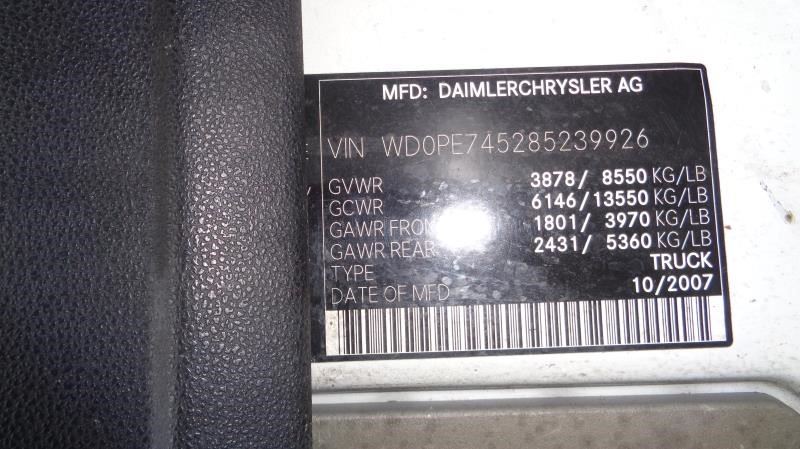 MFD: DAIMLERCHRYSLER AG
VIN WD0PE745285239926
GVWR 3878/ 8550 KG/LB
GCWR 6146/13550 KG/LB
GAWR FRON 1801/ 3970 KG/LB
GAWR REAR 2431/ 5360 KG/LB
TYPE TRUCK
DATE OF MFD 10/2007